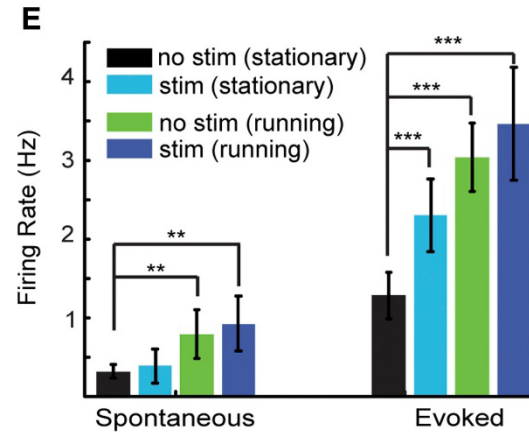 E
no stim (stationary)
stim (stationary)
no stim (running)
stim (running)
Firing Rate (Hz)
4
3
2
1
**
**
***
***
***
Spontaneous
Evoked